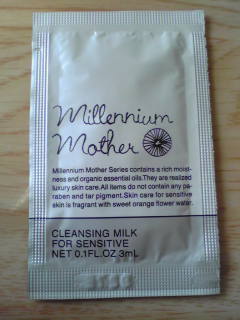 Millennium
Mother
Millennium Mother Series contains a rich moist-
ness and organic essential oils.They are realized
luxury skin care.All items do not contain any pa-
raben and tar pigment.Skin care for sensitive
skin is fragrant with sweet orange flower water.
CLEANSING MILK
FOR SENSITIVE
NET 0.1FL.OZ 3mL